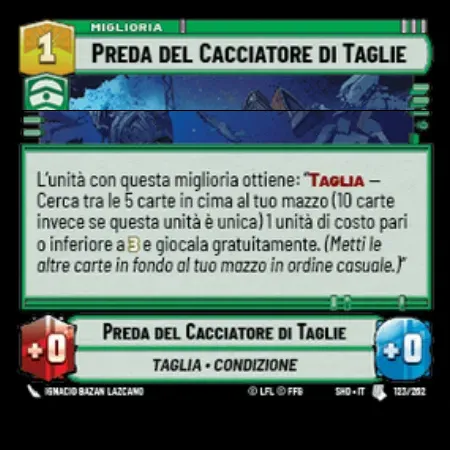 MIGLIORIA
1
PREDA DEL CACCIATORE DI TAGLIE
L'unità con questa miglioria ottiene: "TAGLIA –
Cerca tra le 5 carte in cima al tuo mazzo (10 carte
invece se questa unità è unica) 1 unità di costo pari
o inferiore a 3 e giocala gratuitamente. (Metti le
altre carte in fondo al tuo mazzo in ordine casuale.)"
PREDA DEL CACCIATORE DI TAGLIE
+0
+0
TAGLIA • CONDIZIONE
IGNACIO BAZAN LAZCANO
© LFL © FFG
SHD • IT
123/262